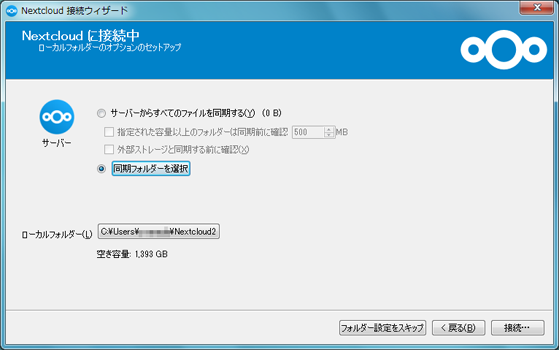 Nextcloud 接続ウィザード
Nextcloud に接続中
ローカルフォルダーのオプションのセットアップ
サーバー
サーバーからすべてのファイルを同期する(Y) (0 B)
指定された容量以上のフォルダーは同期前に確認 500 MB
外部ストレージと同期する前に確認(X)
同期フォルダーを選択
ローカルフォルダー(L) C:¥Users¥ ¥Nextcloud2
空き容量: 1,393 GB
フォルダー設定をスキップ < 戻る(B) 接続…